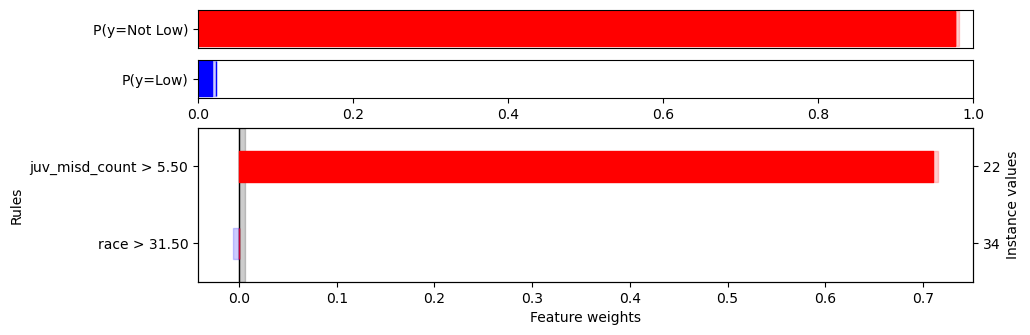 P(y=Not Low)
P(y=Low)
0.0 0.2 0.4 0.6 0.8 1.0
juv_misd_count > 5.50 22
race > 31.50 34
Rules
Instance values
0.0 0.1 0.2 0.3 0.4 0.5 0.6 0.7
Feature weights